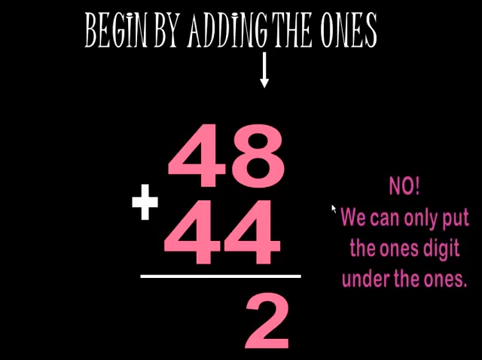 BEGIN BY ADDING THE ONES
48
+
44
2
NO!
We can only put
the ones digit
under the ones.